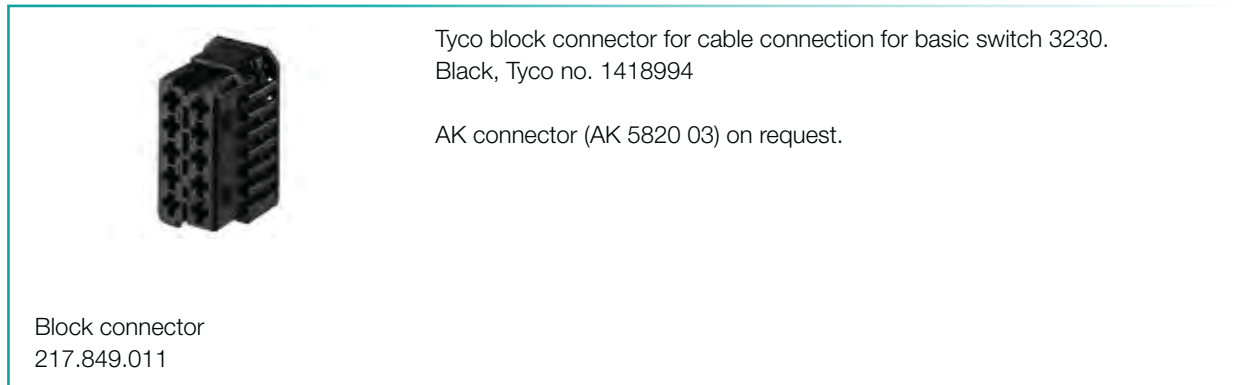 Tyco block connector for cable connection for basic switch 3230.
Black, Tyco no. 1418994
AK connector (AK 5820 03) on request.
Block connector
217.849.011